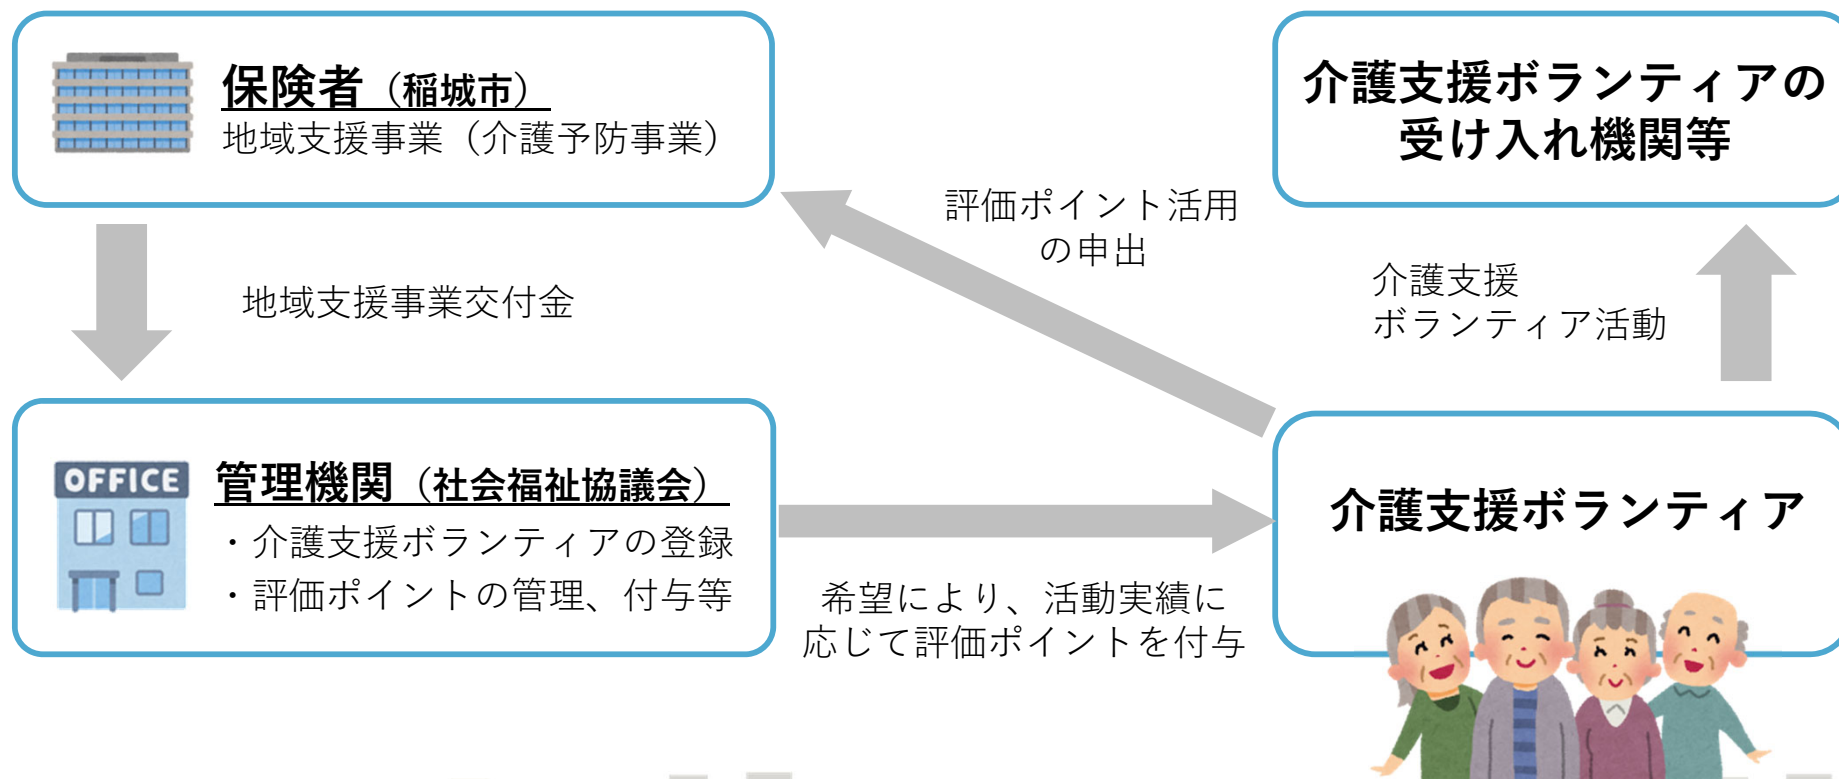 保険者（稲城市）
地域支援事業（介護予防事業）
介護支援ボランティアの
受け入れ機関等
評価ポイント活用
の申出
地域支援事業交付金
介護支援
ボランティア活動
OFFICE
管理機関（社会福祉協議会）
・介護支援ボランティアの登録
・評価ポイントの管理、付与等
希望により、活動実績に
応じて評価ポイントを付与
介護支援ボランティア